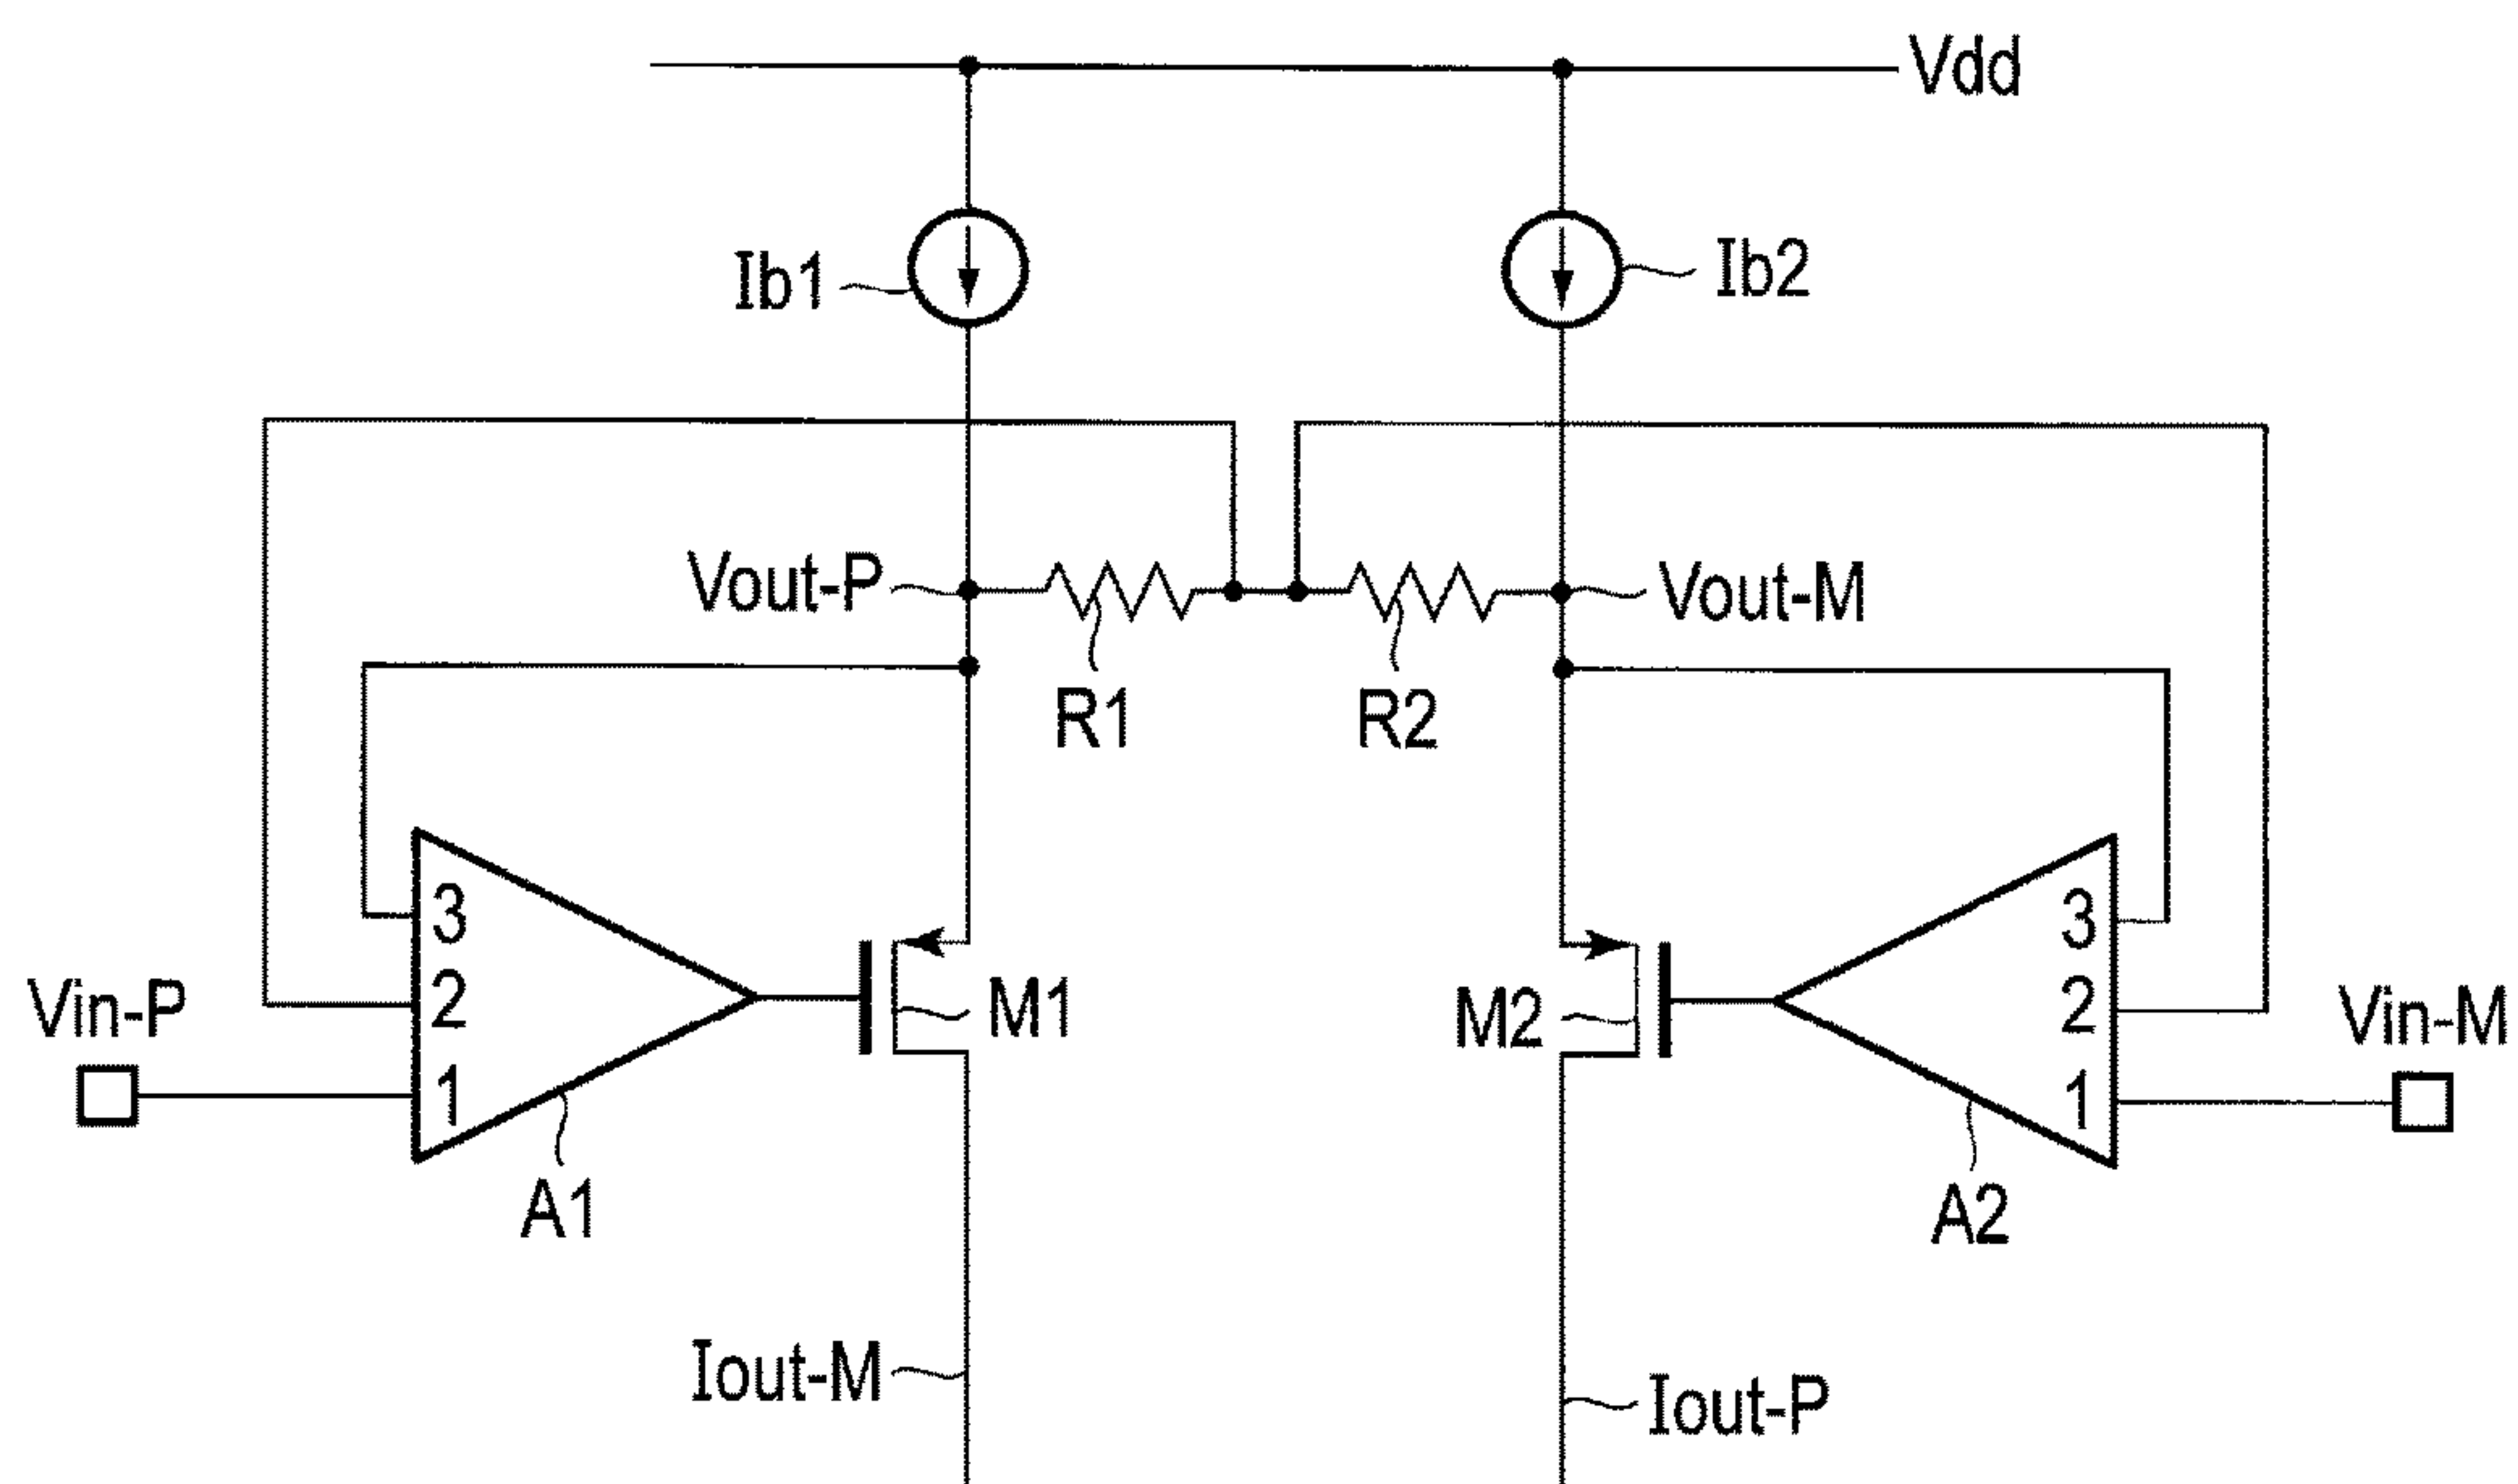 Vdd
Ib1
Ib2
Vout-P
Vout-M
R1
R2
3
3
2
2
1
1
Vin-P
Vin-M
M1
M2
A1
A2
Iout-M
Iout-P